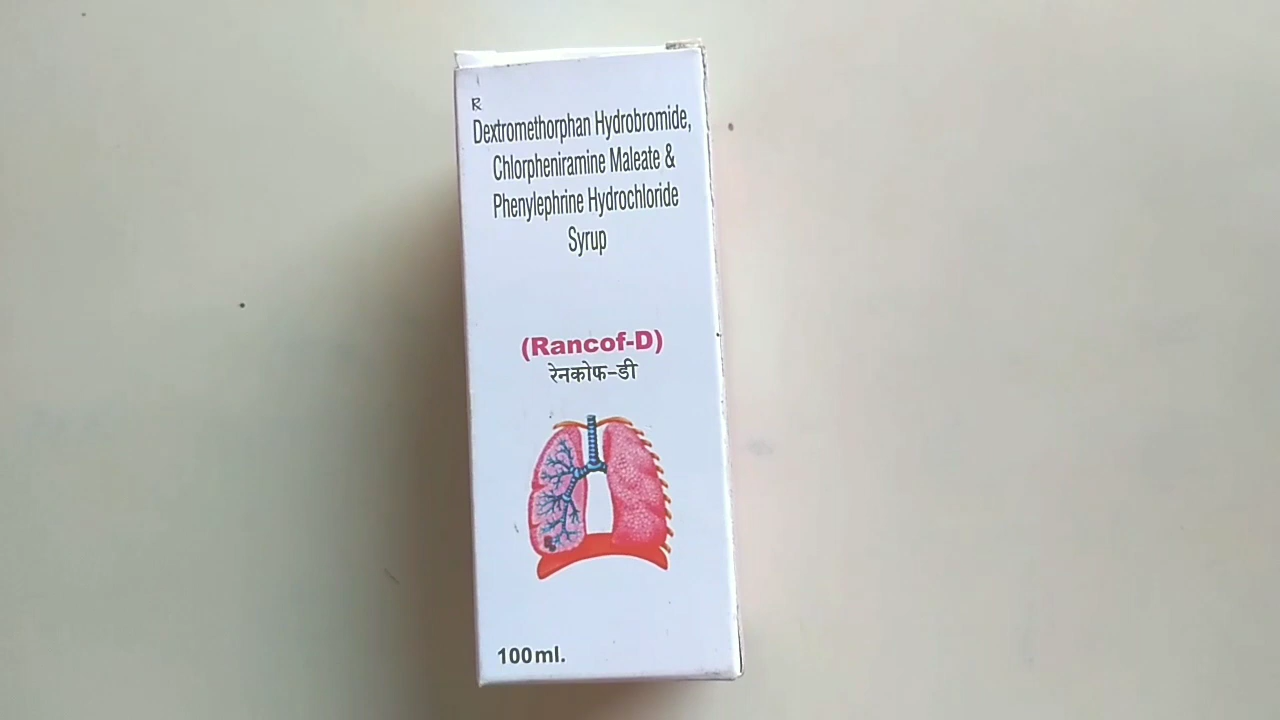 ℞
Dextromethorphan Hydrobromide,
Chlorpheniramine Maleate &
Phenylephrine Hydrochloride
Syrup
(Rancof-D)
रेनकोफ-डी
100ml.